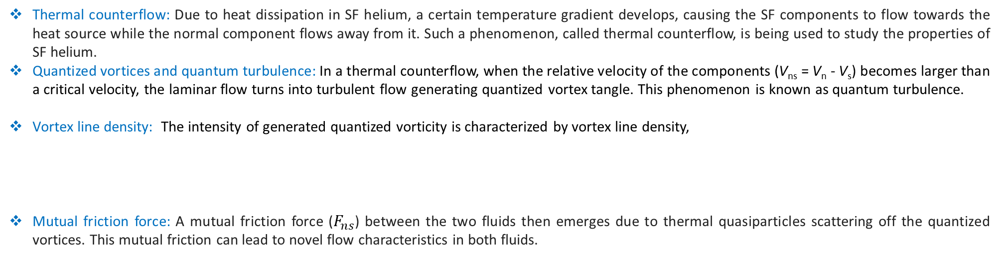 ❖ Thermal counterflow: Due to heat dissipation in SF helium, a certain temperature gradient develops, causing the SF components to flow towards the
heat source while the normal component flows away from it. Such a phenomenon, called thermal counterflow, is being used to study the properties of
SF helium.
❖ Quantized vortices and quantum turbulence: In a thermal counterflow, when the relative velocity of the components (Vns = Vn - Vs) becomes larger than
a critical velocity, the laminar flow turns into turbulent flow generating quantized vortex tangle. This phenomenon is known as quantum turbulence.
❖ Vortex line density: The intensity of generated quantized vorticity is characterized by vortex line density,
❖ Mutual friction force: A mutual friction force (Fns) between the two fluids then emerges due to thermal quasiparticles scattering off the quantized
vortices. This mutual friction can lead to novel flow characteristics in both fluids.